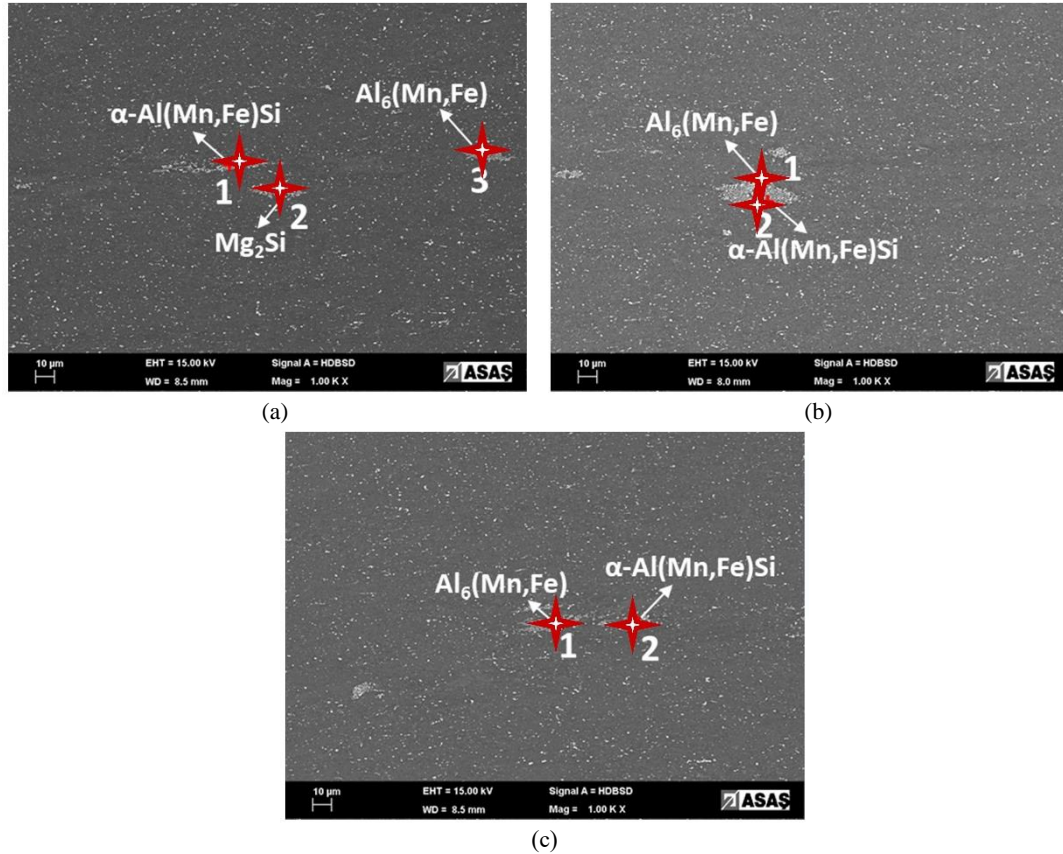 α-Al(Mn,Fe)Si
Al₆(Mn,Fe)
1
2
3
Mg₂Si
10 µm
EHT = 15.00 kV
Signal A = HDBSD
WD = 8.5 mm
Mag = 1.00 K X
ASAŞ
(a)
Al₆(Mn,Fe)
1
2
α-Al(Mn,Fe)Si
10 µm
EHT = 15.00 kV
Signal A = HDBSD
WD = 8.0 mm
Mag = 1.00 K X
ASAŞ
(b)
Al₆(Mn,Fe)
α-Al(Mn,Fe)Si
1
2
10 µm
EHT = 15.00 kV
Signal A = HDBSD
WD = 8.5 mm
Mag = 1.00 K X
ASAŞ
(c)